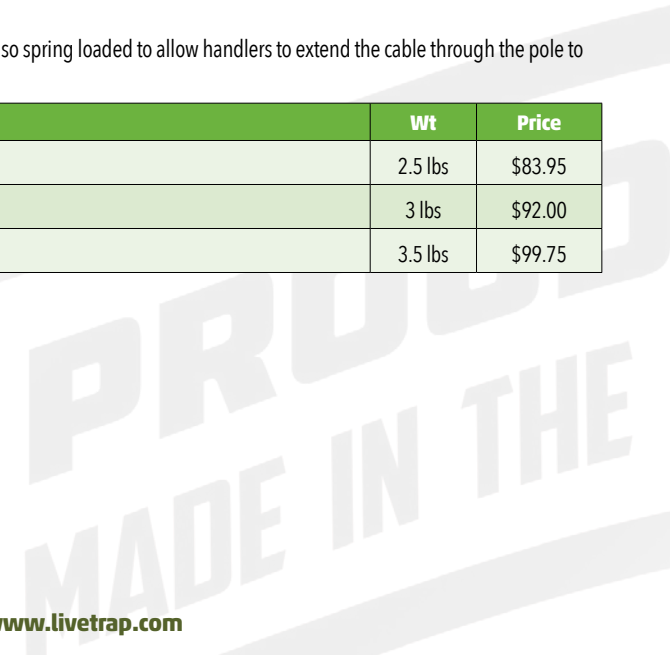 so spring loaded to allow handlers to extend the cable through the pole to
Wt Price
2.5 lbs $83.95
3 lbs $92.00
3.5 lbs $99.75
PROUD
MADE IN THE
www.livetrap.com